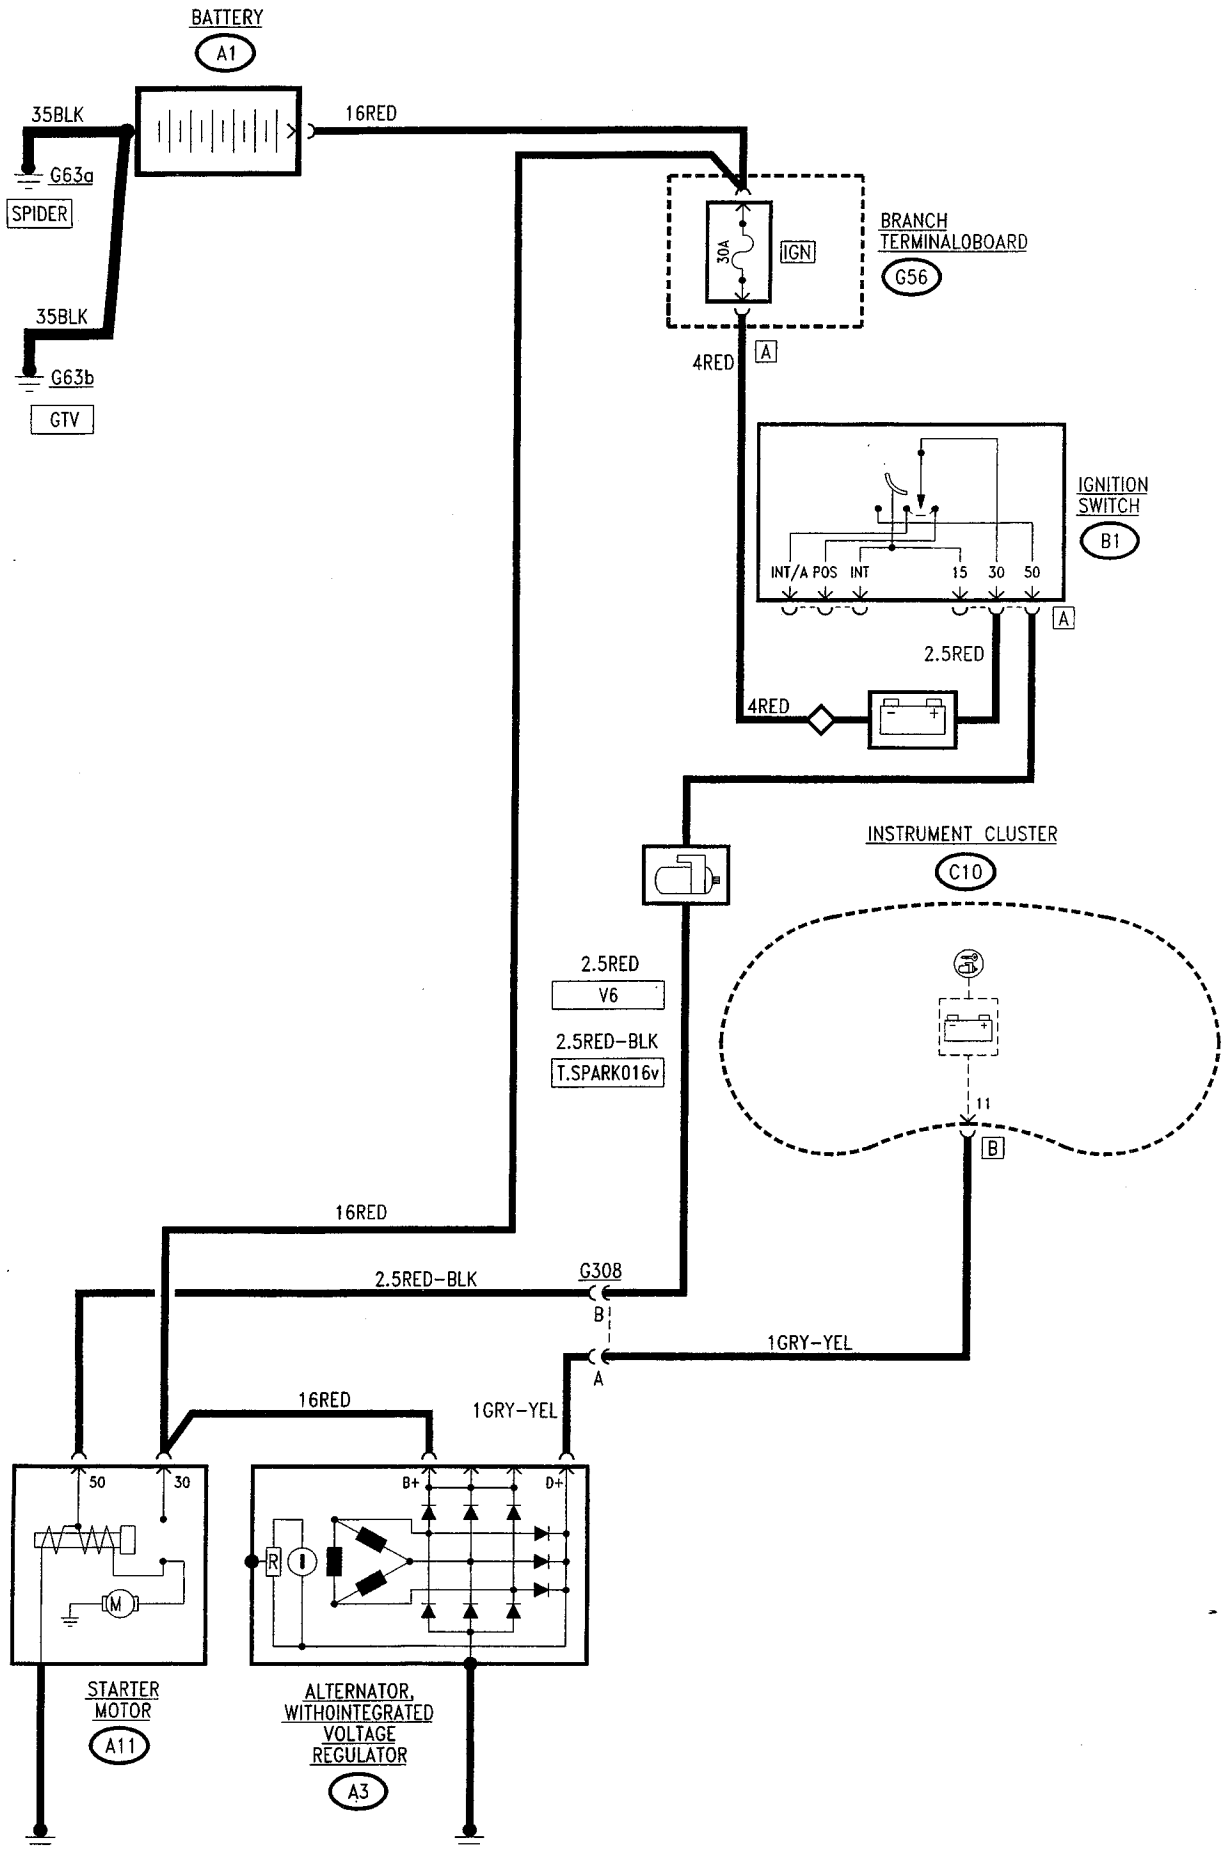 BATTERY
A1
35BLK
16RED
G63a
SPIDER
35BLK
G63b
GTV
30A
IGN
BRANCH
TERMINALOBOARD
G56
A
4RED
IGNITION
SWITCH
B1
INT/A POS INT 15 30 50
A
2.5RED
4RED
- +
INSTRUMENT CLUSTER
C10
2.5RED
V6
2.5RED-BLK
T.SPARKO16v
- +
11
B
16RED
2.5RED-BLK
G308
B
1GRY-YEL
A
16RED
1GRY-YEL
50 30
B+ D+
R
M
STARTER
MOTOR
A11
ALTERNATOR,
WITHOINTEGRATED
VOLTAGE
REGULATOR
A3